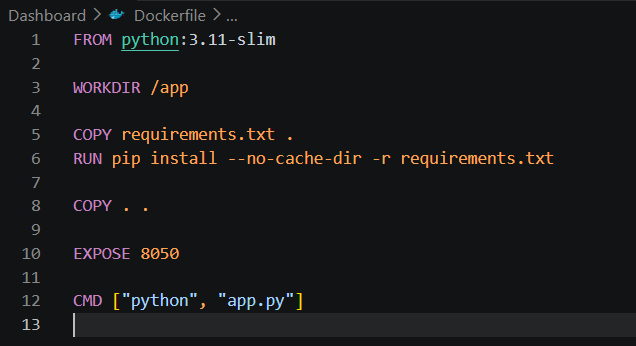 Dashboard > Dockerfile > ...
1 FROM python:3.11-slim
2
3 WORKDIR /app
4
5 COPY requirements.txt .
6 RUN pip install --no-cache-dir -r requirements.txt
7
8 COPY . .
9
10 EXPOSE 8050
11
12 CMD ["python", "app.py"]
13